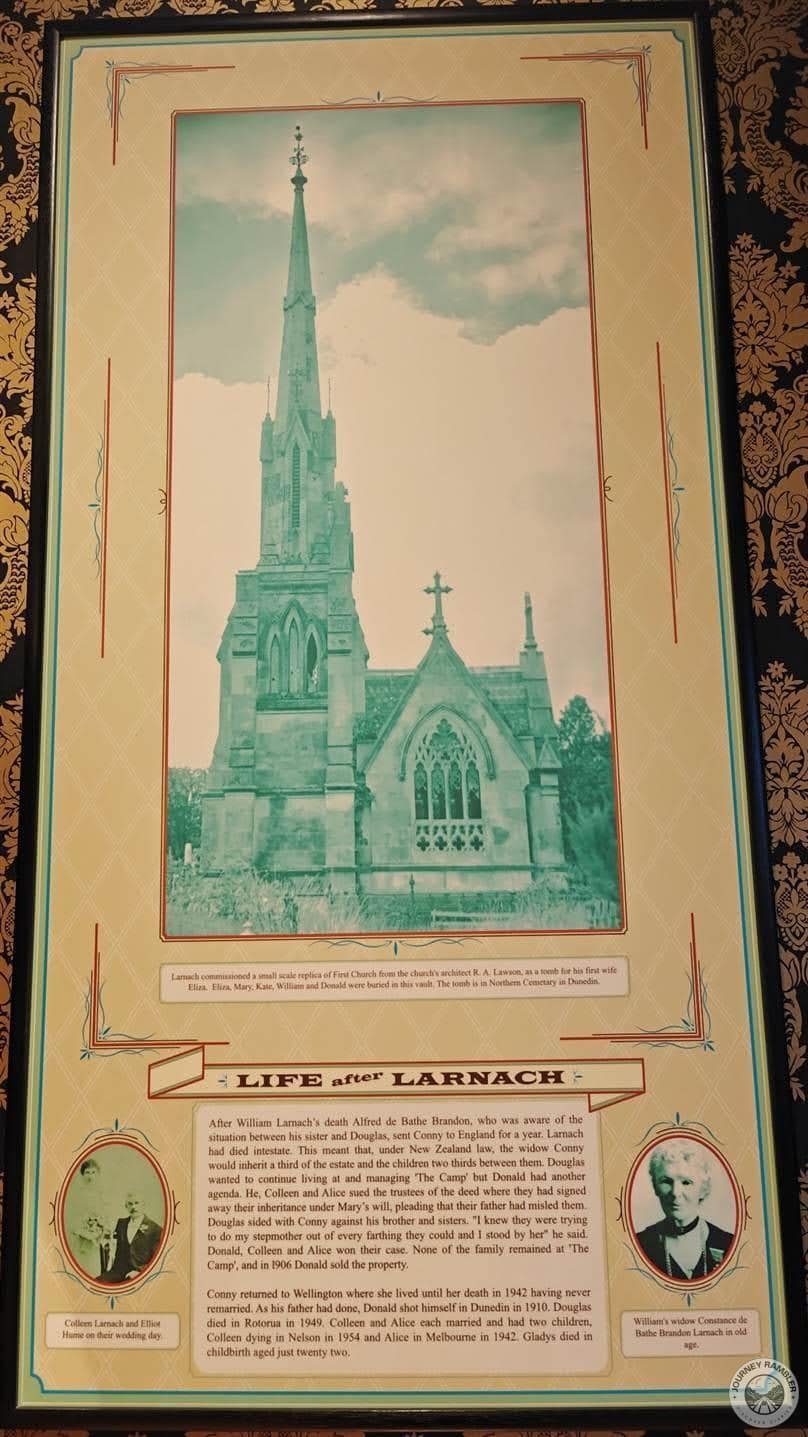 Larnach commissioned a small scale replica of First Church from the church's architect R. A. Lawson, as a tomb for his first wife
Eliza. Eliza, Mary, Kate, William and Donald were buried in this vault. The tomb is in Northern Cemetary in Dunedin.
LIFE after LARNACH
After William Larnach's death Alfred de Bathe Brandon, who was aware of the
situation between his sister and Douglas, sent Conny to England for a year. Larnach
had died intestate. This meant that, under New Zealand law, the widow Conny
would inherit a third of the estate and the children two thirds between them. Douglas
wanted to continue living at and managing 'The Camp' but Donald had another
agenda. He, Colleen and Alice sued the trustees of the deed where they had signed
away their inheritance under Mary's will, pleading that their father had misled them.
Douglas sided with Conny against his brother and sisters. "I knew they were trying
to do my stepmother out of every farthing they could and I stood by her" he said.
Donald, Colleen and Alice won their case. None of the family remained at 'The
Camp', and in I906 Donald sold the property.
Conny returned to Wellington where she lived until her death in 1942 having never
remarried. As his father had done, Donald shot himself in Dunedin in 1910. Douglas
died in Rotorua in 1949. Colleen and Alice each married and had two children,
Colleen dying in Nelson in 1954 and Alice in Melbourne in 1942. Gladys died in
childbirth aged just twenty two.
Colleen Larnach and Elliot
Hume on their wedding day.
William's widow Constance de
Bathe Brandon Larnach in old
age.
JOURNEY RAMBLER